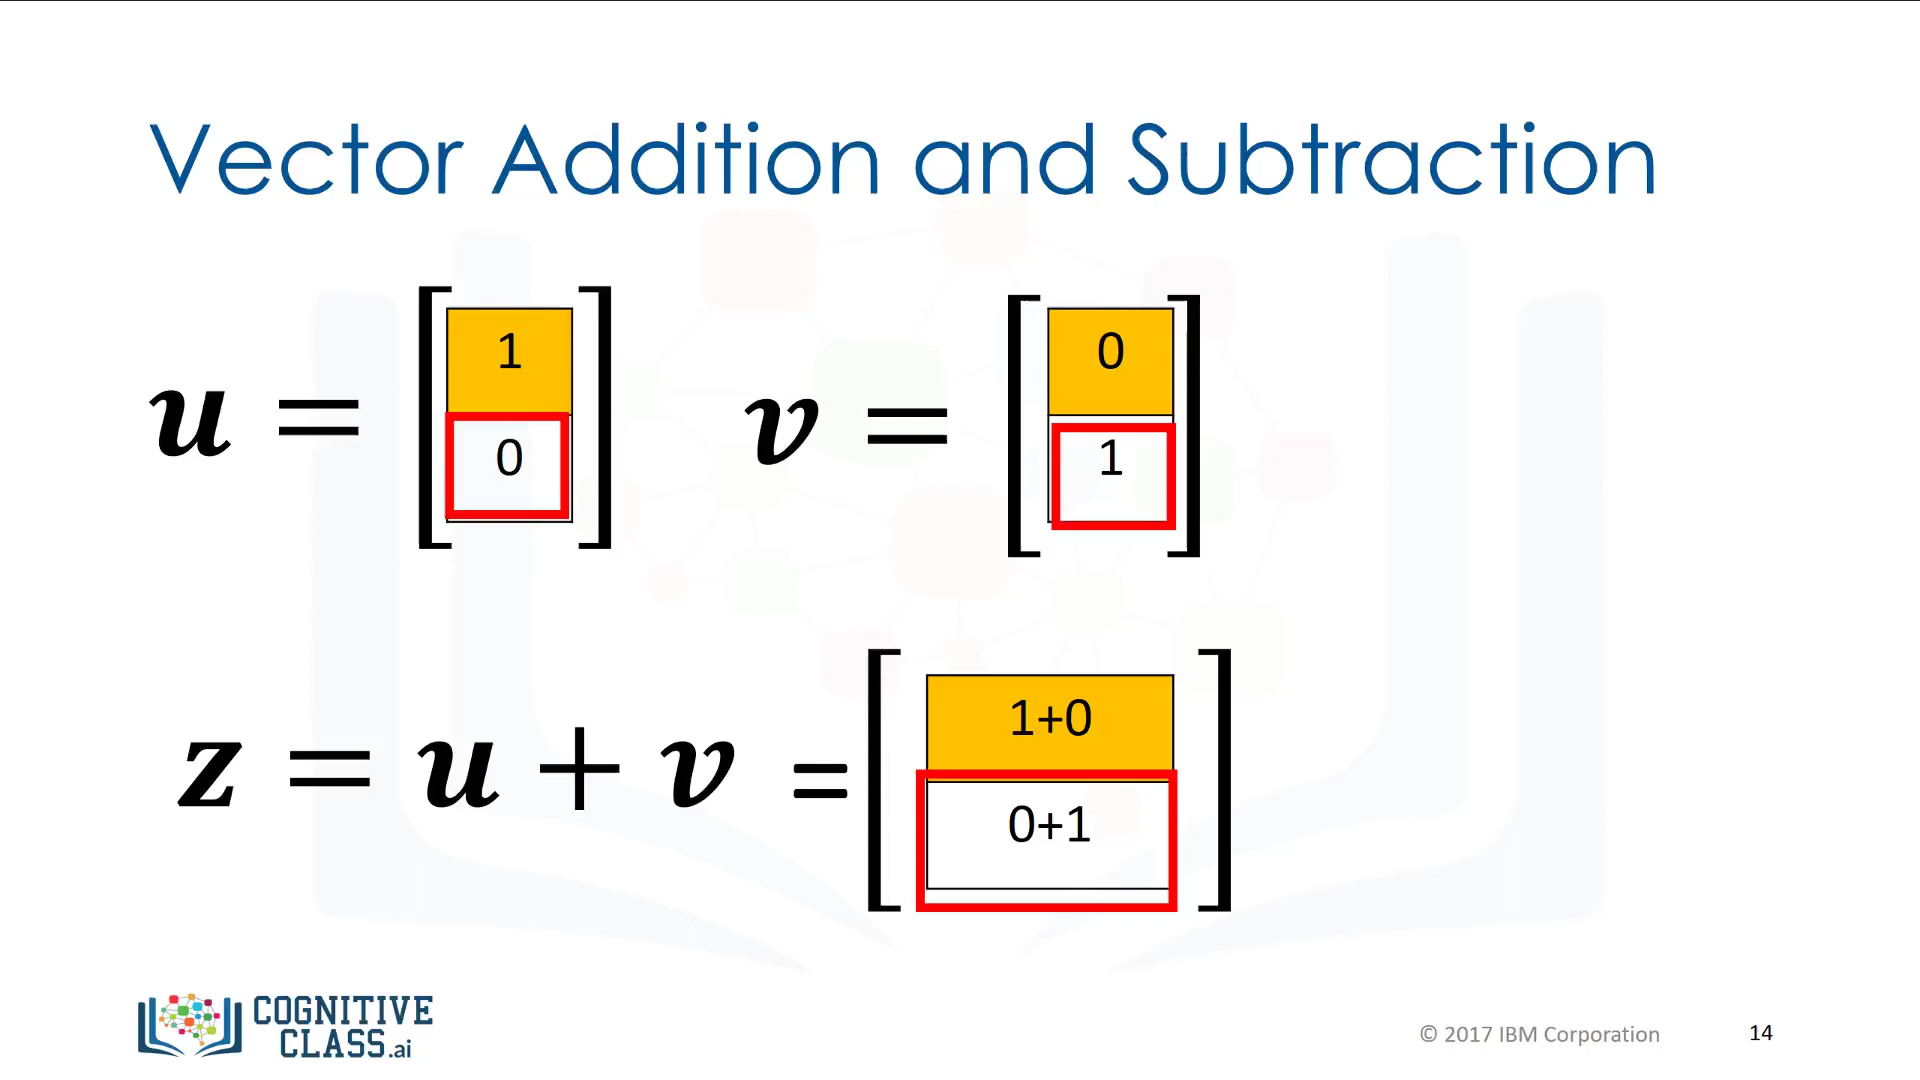 Vector Addition and Subtraction
u = [1 0] v = [0 1]
z = u + v = [1+0 0+1]
COGNITIVE
CLASS.ai
© 2017 IBM Corporation 14